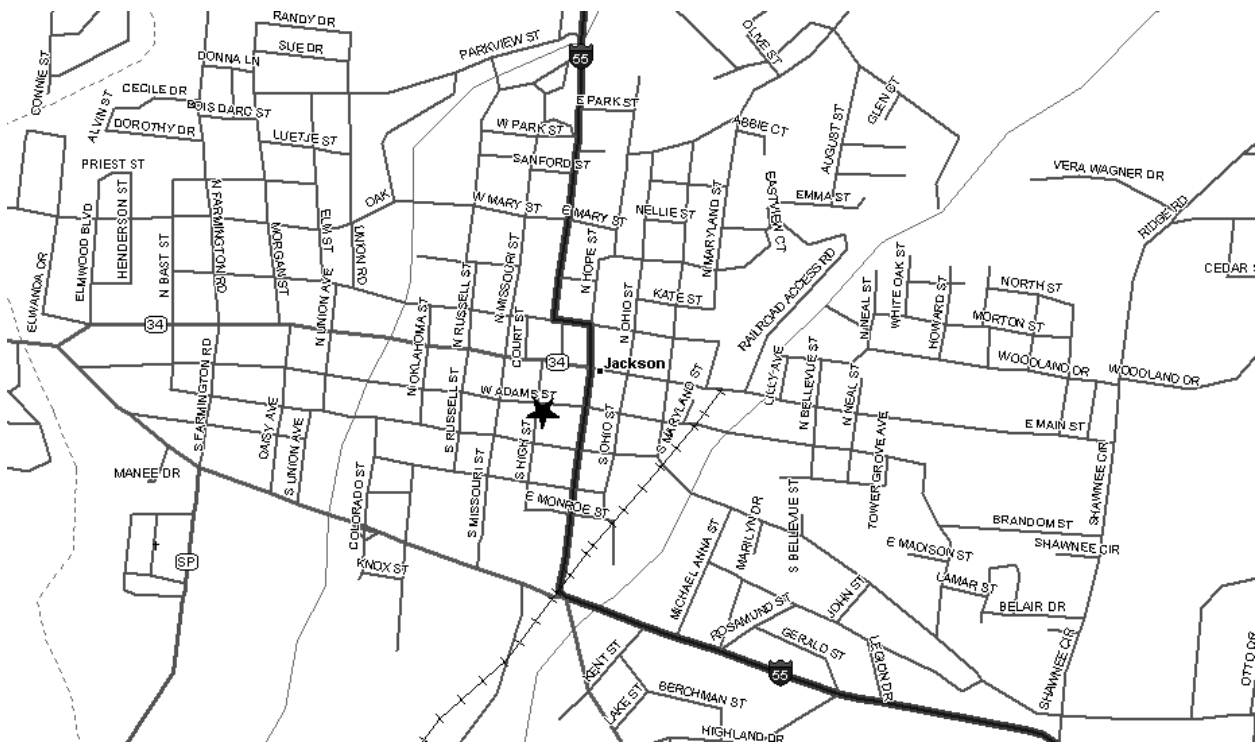 RANDY DR
SUE DR
DONNA LN
PARKVIEW ST
55
OLIVE ST
CONNIE ST
CECILE DR
BOIS DARC ST
ALVIN ST
DOROTHY DR
LUETJE ST
E PARK ST
W PARK ST
ABBIE CT
AUGUST ST
GLEN CT
PRIEST ST
SANFORD ST
VERA WAGNER DR
RIDGE RD
HENDERSON ST
ELMWOOD BLVD
N FARMINGTON RD
MORGAN ST
ELM ST
UNION RD
OAK
W MARY ST
E MARY ST
NELLIE ST
N MARYLAND ST
EASTVIEW CT
EMMA ST
ELWANDA DR
N BAST ST
N UNION AVE
N OKLAHOMA ST
N RUSSELL ST
N MISSOURI ST
COURT ST
N HOPE ST
N OHIO ST
KATE ST
RAILROAD ACCESS RD
N NEAL ST
WHITE OAK ST
HOWARD ST
NORTH ST
MORTON ST
CEDAR S
34
34
Jackson
WOODLAND DR
WOODLAND DR
W ADAMS ST
S FARMINGTON RD
DAISY AVE
S UNION AVE
S RUSSELL ST
S HIGH ST
S OHIO ST
S MARYLAND ST
LILLY AVE
N BELLEVUE ST
N NEAL ST
TOWER GROVE AVE
E MAIN ST
SHAWNEE CIR
MANEE DR
COLORADO ST
S MISSOURI ST
E MONROE ST
S BELLEVUE ST
MARILYN DR
MICHAEL ANNA ST
BRANDOM ST
SHAWNEE CIR
E MADISON ST
SP
KNOX ST
LAMAR ST
BELAIR DR
JOHN ST
ROSAMUND ST
GERALD ST
LEGION DR
SHAWNEE CIR
OTTO DR
KENT ST
LAKE ST
55
BERCHMAN ST
HIGHLAND DR